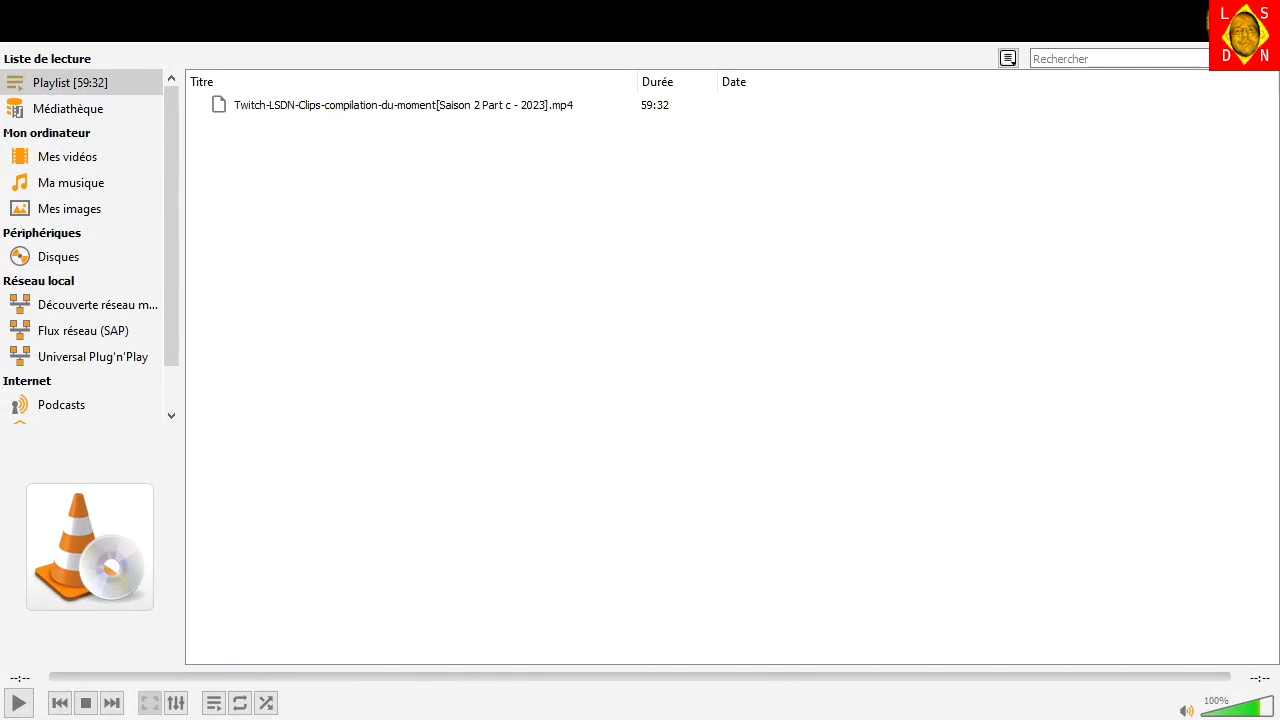 L S
D N
Liste de lecture
Rechercher
Playlist [59:32]
Titre Durée Date
Médiathèque
Twitch-LSDN-Clips-compilation-du-moment[Saison 2 Part c - 2023].mp4 59:32
Mon ordinateur
Mes vidéos
Ma musique
Mes images
Périphériques
Disques
Réseau local
Découverte réseau m...
Flux réseau (SAP)
Universal Plug'n'Play
Internet
Podcasts
--:-- --:--
100%